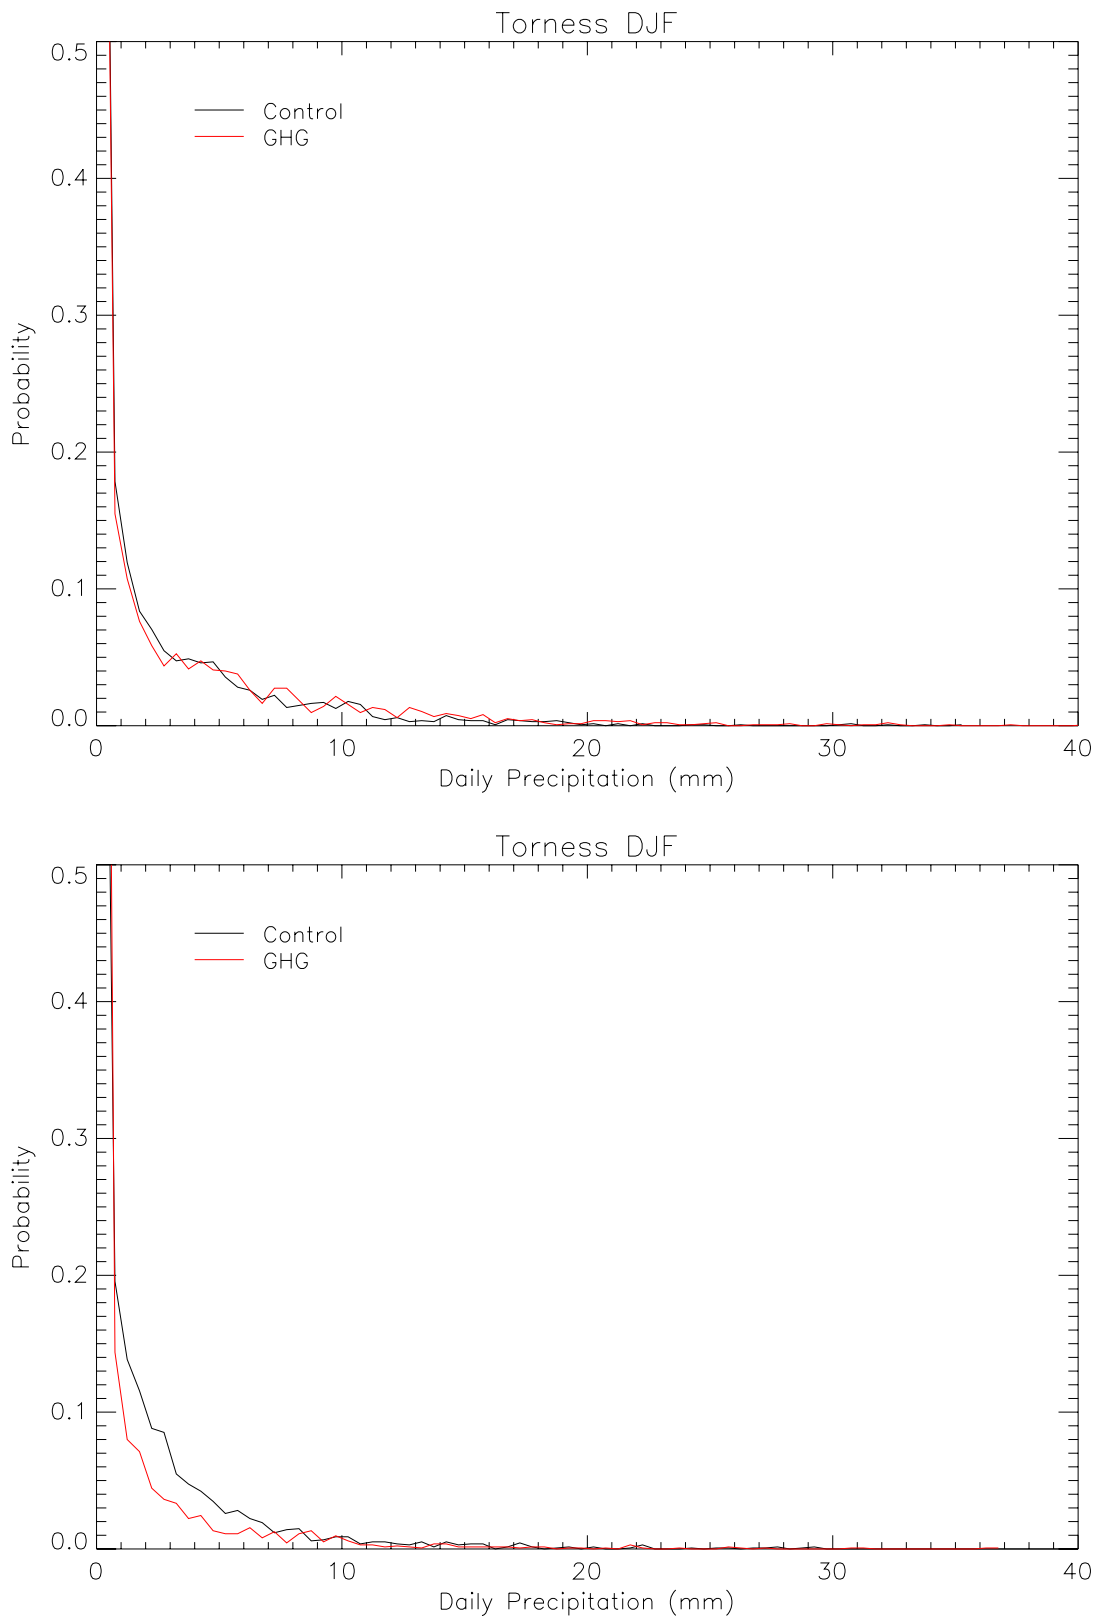 Torness DJF
0.5
Control
GHG
0.4
0.3
Probability
0.2
0.1
0.0
0 10 20 30 40
Daily Precipitation (mm)
Torness DJF
0.5
Control
GHG
0.4
0.3
Probability
0.2
0.1
0.0
0 10 20 30 40
Daily Precipitation (mm)